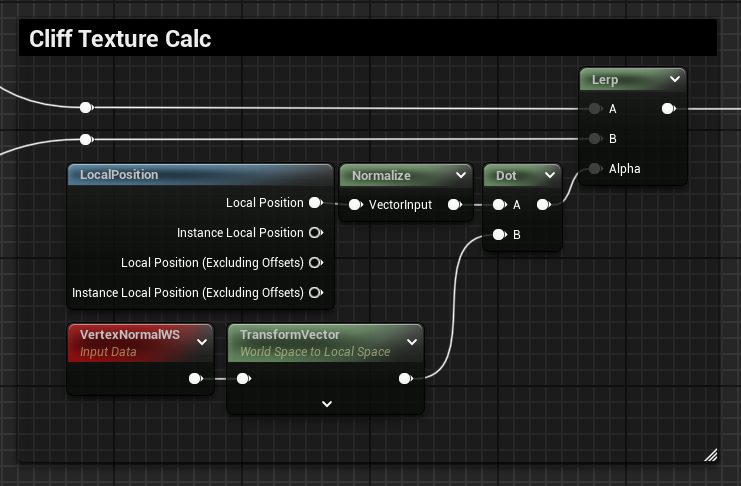 Cliff Texture Calc
Lerp
A
B
Alpha
LocalPosition
Local Position
Instance Local Position
Local Position (Excluding Offsets)
Instance Local Position (Excluding Offsets)
Normalize
VectorInput
Dot
A
B
VertexNormalWS
Input Data
TransformVector
World Space to Local Space